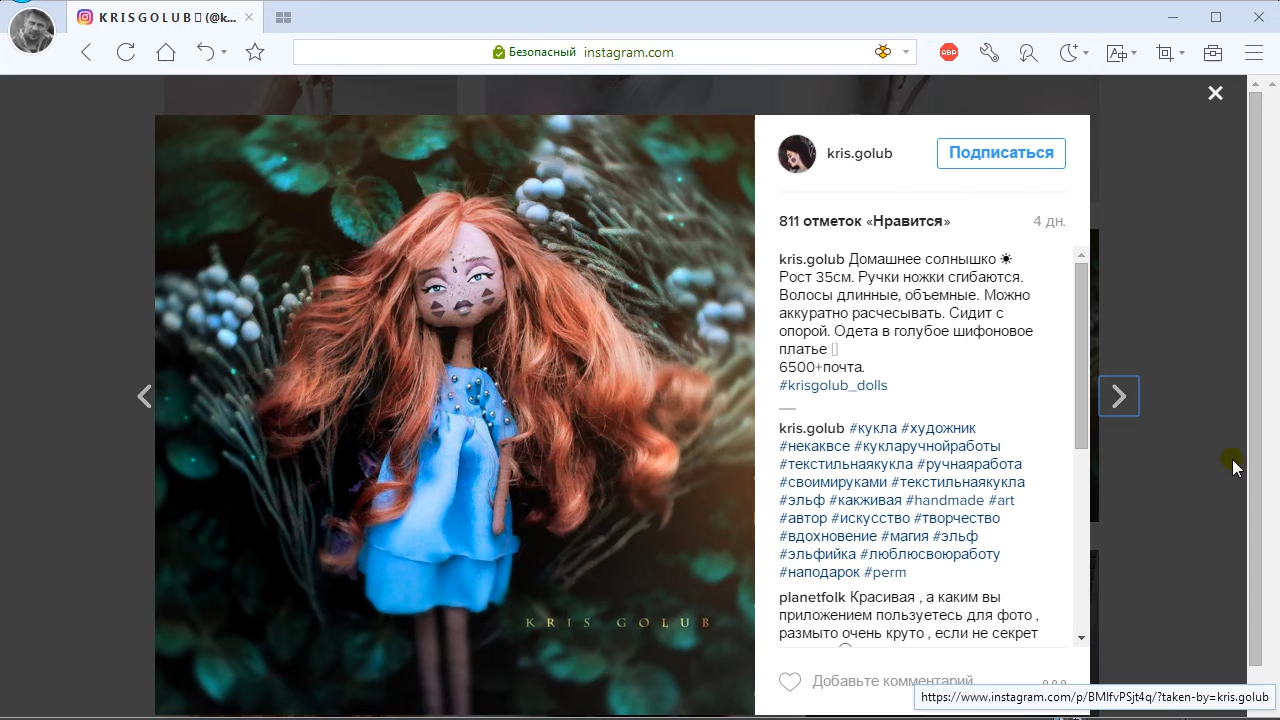 K R I S G O L U B (@k...
Безопасный instagram.com
ABP
kris.golub Подписаться
811 отметок «Нравится» 4 дн.
kris.golub Домашнее солнышко ☀
Рост 35см. Ручки ножки сгибаются.
Волосы длинные, объемные. Можно
аккуратно расчесывать. Сидит с
опорой. Одета в голубое шифоновое
платье
6500+почта.
#krisgolub_dolls
kris.golub #кукла #художник
#некаквсе #кукларучнойработы
#текстильнаякукла #ручнаяработа
#своимируками #текстильнаякукла
#эльф #какживая #handmade #art
#автор #искусство #творчество
#вдохновение #магия #эльф
#эльфийка #люблюсвоюработу
#наподарок #perm
planetfolk Красивая , а каким вы
приложением пользуетесь для фото ,
размыто очень круто , если не секрет
KRIS GOLUB
Добавьте комментарий...
https://www.instagram.com/p/BMIfvPSjt4q/?taken-by=kris.golub